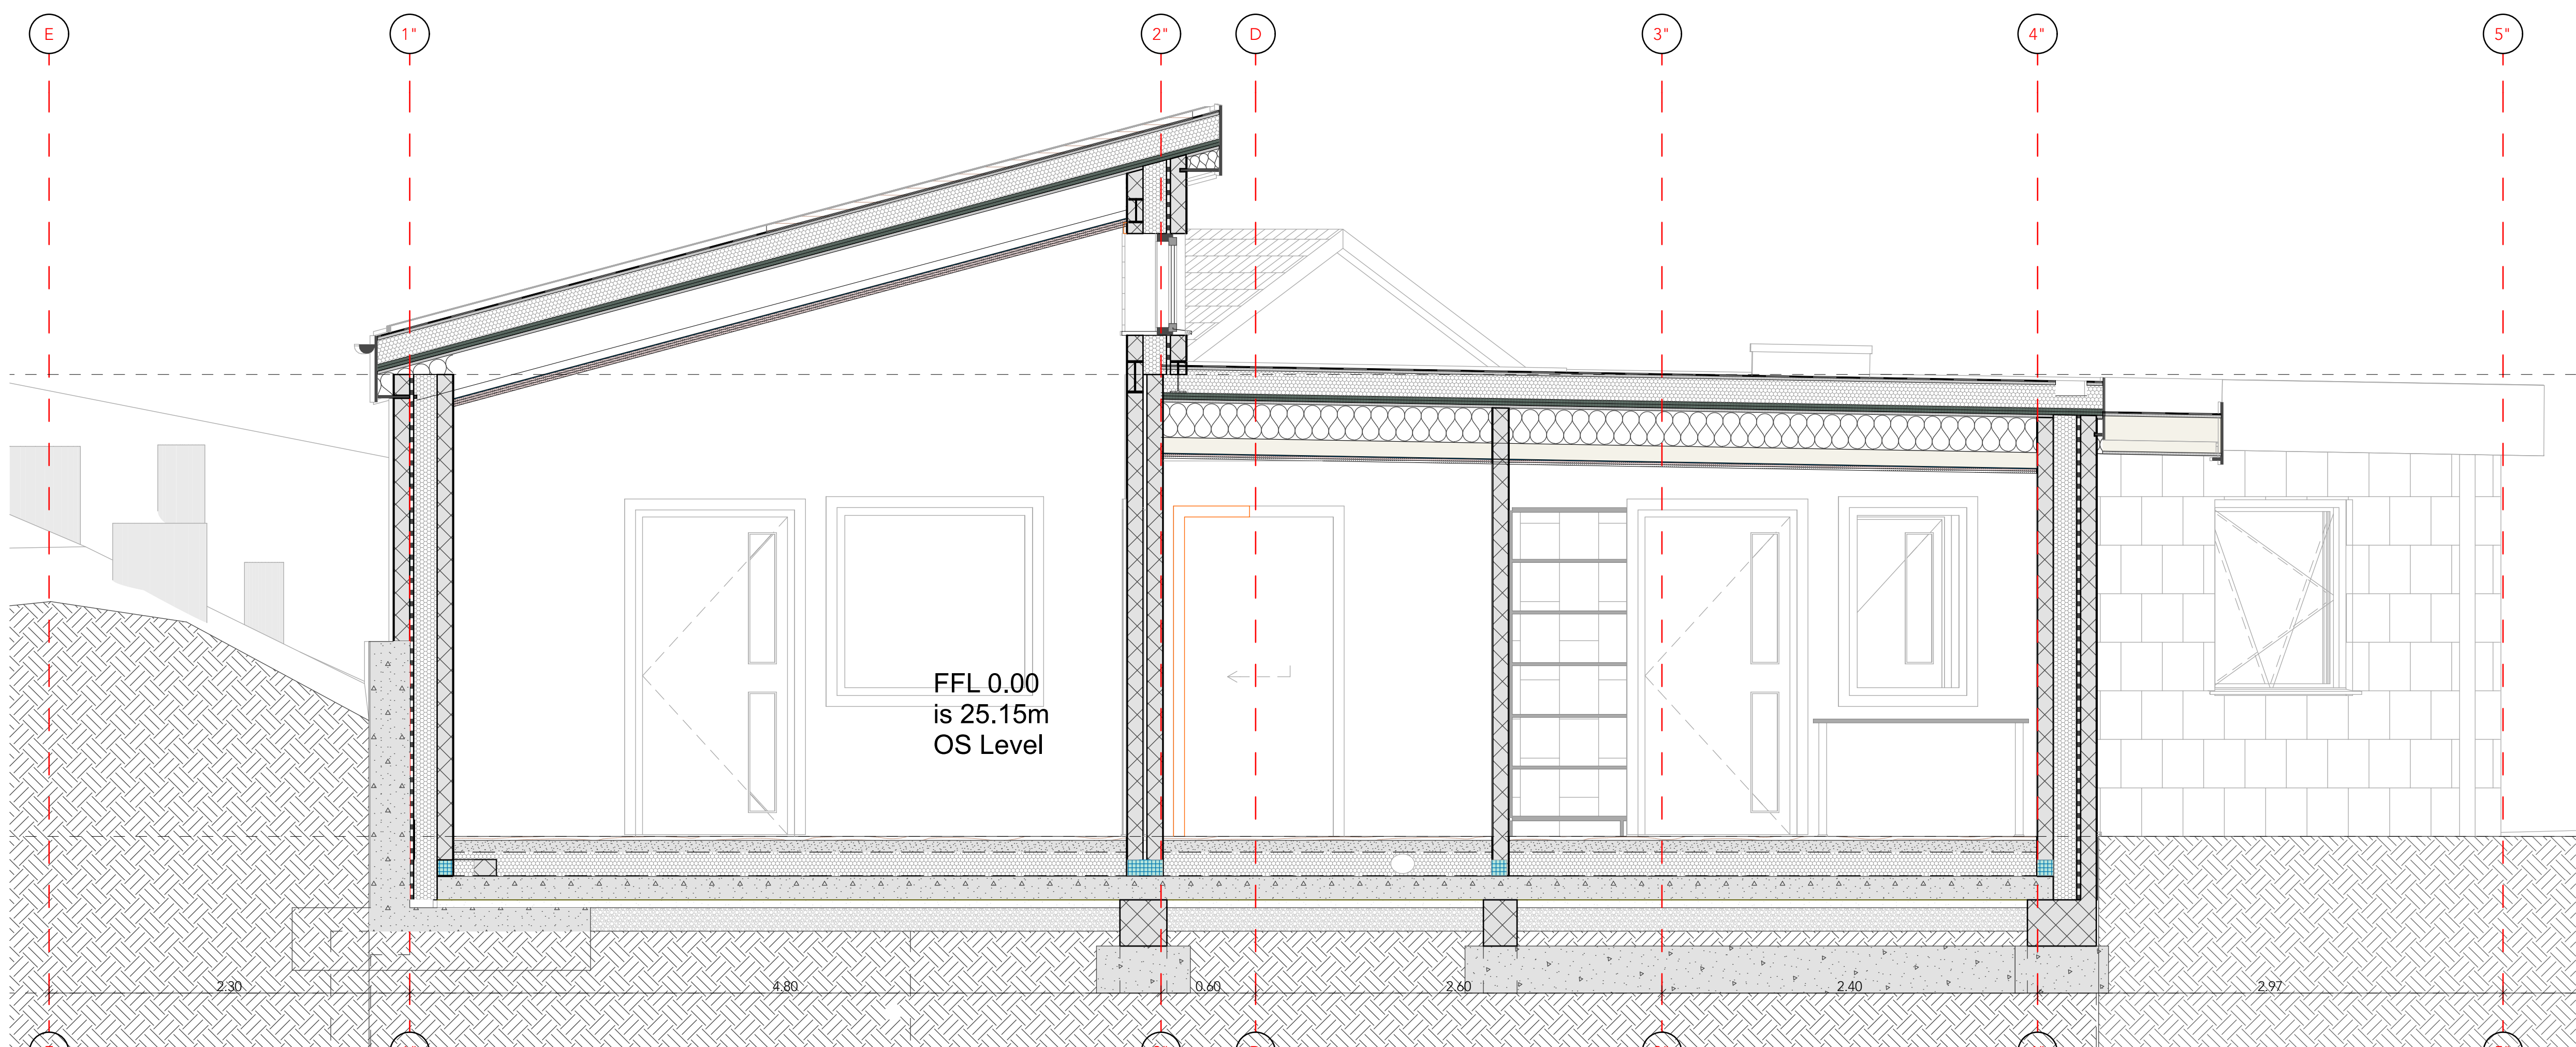 E 1" 2" D 3" 4" 5"
FFL 0.00
is 25.15m
OS Level
2.30 4.80 0.60 2.60 2.40 2.97